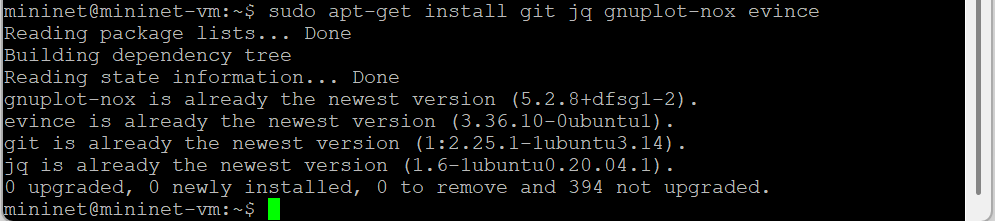 mininet@mininet-vm:~$ sudo apt-get install git jq gnuplot-nox evince
Reading package lists... Done
Building dependency tree
Reading state information... Done
gnuplot-nox is already the newest version (5.2.8+dfsg1-2).
evince is already the newest version (3.36.10-0ubuntu1).
git is already the newest version (1:2.25.1-1ubuntu3.14).
jq is already the newest version (1.6-1ubuntu0.20.04.1).
0 upgraded, 0 newly installed, 0 to remove and 394 not upgraded.
mininet@mininet-vm:~$